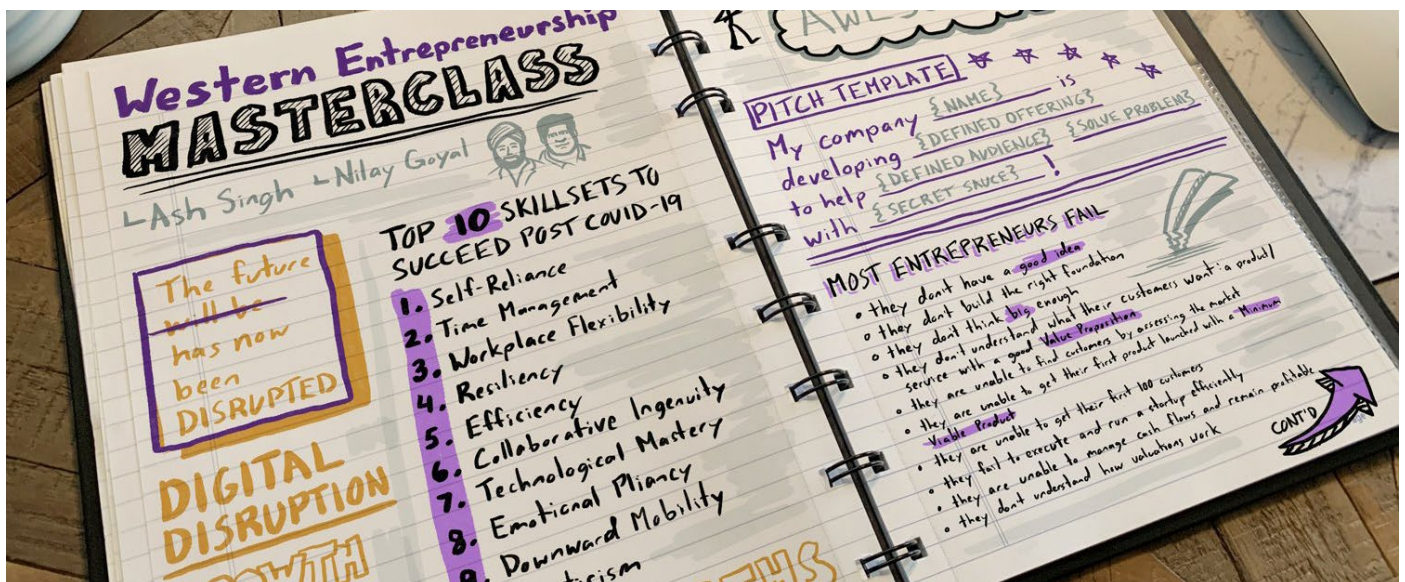 Western Entrepreneurship
MASTERCLASS
Ash Singh
Nilay Goyal
The future
will be
has now
been
DISRUPTED
DIGITAL
DISRUPTION
TOP 10 SKILLSETS TO
SUCCEED POST COVID-19
1. Self-Reliance
2. Time Management
3. Workplace Flexibility
4. Resiliency
5. Efficiency
6. Collaborative Ingenuity
7. Technological Mastery
8. Emotional Pliancy
9. Downward Mobility
PITCH TEMPLATE
My company {NAME} is
developing {DEFINED OFFERING}
to help {DEFINED AUDIENCE} {SOLVE PROBLEM}
with {SECRET SAUCE} !
MOST ENTREPRENEURS FAIL
• they don't have a good idea
• they don't build the right foundation
• they don't think big enough
• they don't understand what their customers want: a product/
service with a good Value Proposition
• they are unable to find customers by assessing the market
• they are unable to get their first product launched with a Minimum
Viable Product
• they are unable to get their first 100 customers
• they fail to execute and run a startup efficiently
• they are unable to manage cash flows and remain profitable
• they don't understand how valuations work
CONT'D